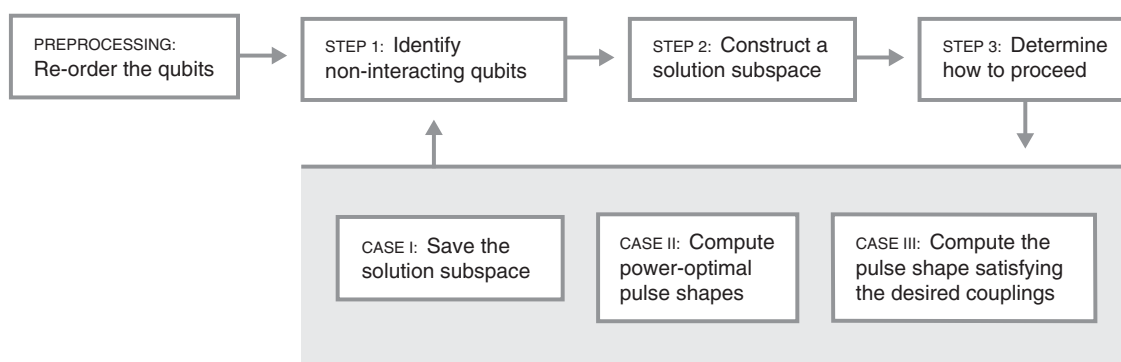 PREPROCESSING:
Re-order the qubits
STEP 1: Identify
non-interacting qubits
STEP 2: Construct a
solution subspace
STEP 3: Determine
how to proceed
CASE I: Save the
solution subspace
CASE II: Compute
power-optimal
pulse shapes
CASE III: Compute the
pulse shape satisfying
the desired couplings